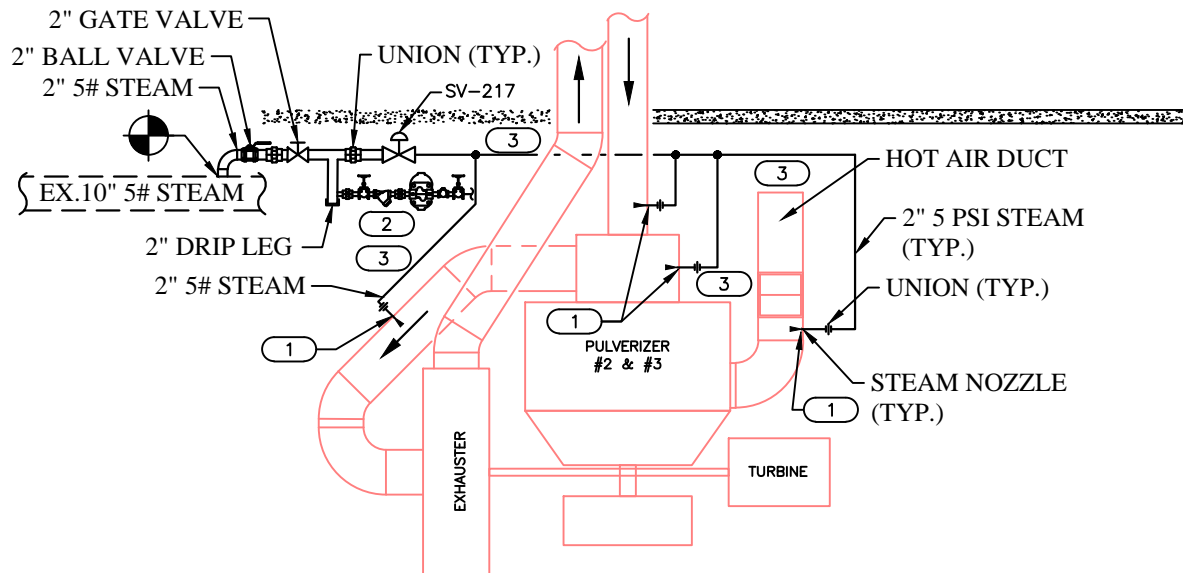 2" GATE VALVE
2" BALL VALVE
2" 5# STEAM
UNION (TYP.)
SV-217
3
EX.10" 5# STEAM
HOT AIR DUCT
3
2
2" DRIP LEG
3
2" 5# STEAM
2" 5 PSI STEAM
(TYP.)
3
UNION (TYP.)
1
1
PULVERIZER
#2 & #3
STEAM NOZZLE
(TYP.)
1
EXHAUSTER
TURBINE